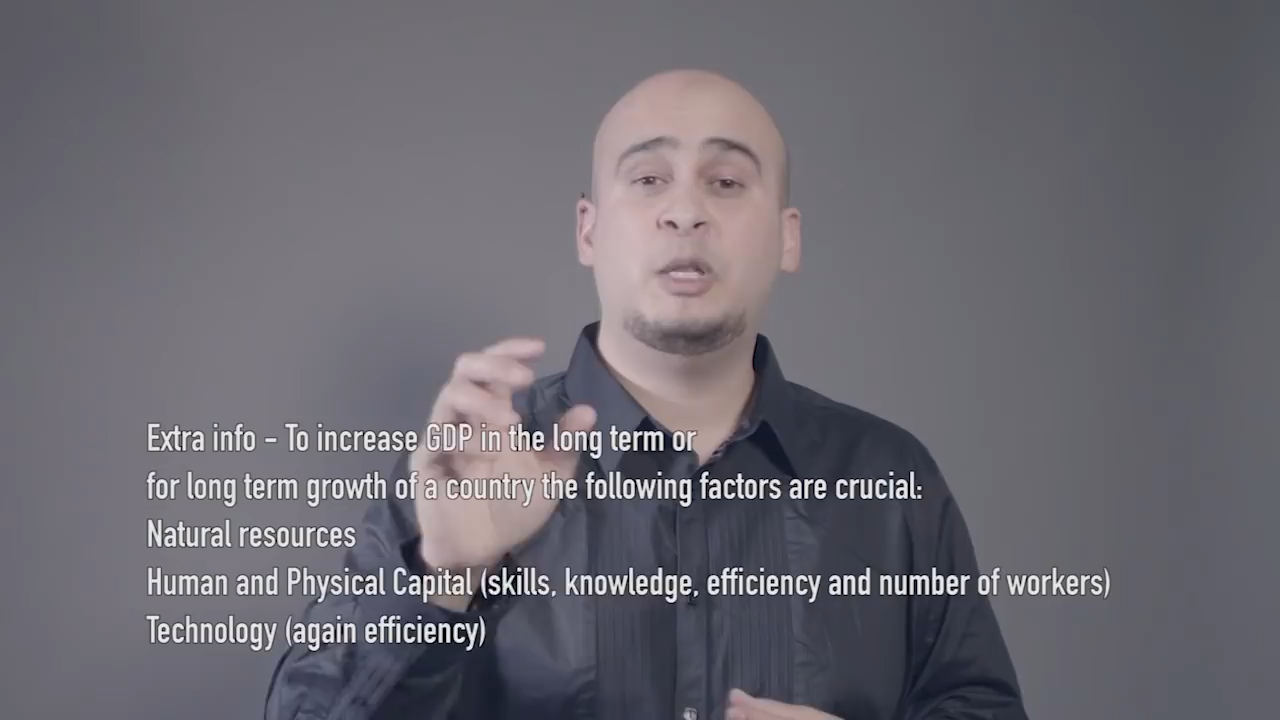 Extra info - To increase GDP in the long term or
for long term growth of a country the following factors are crucial:
Natural resources
Human and Physical Capital (skills, knowledge, efficiency and number of workers)
Technology (again efficiency)